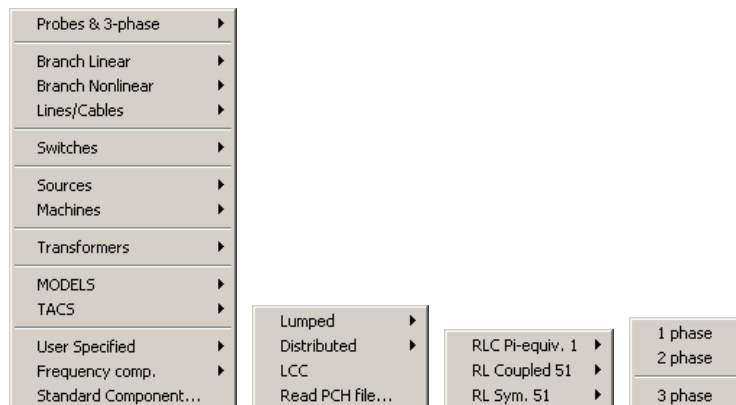 Probes & 3-phase
Branch Linear
Branch Nonlinear
Lines/Cables
Switches
Sources
Machines
Transformers
MODELS
TACS
User Specified
Frequency comp.
Standard Component...
Lumped
Distributed
LCC
Read PCH file...
RLC Pi-equiv. 1
RL Coupled 51
RL Sym. 51
1 phase
2 phase
3 phase